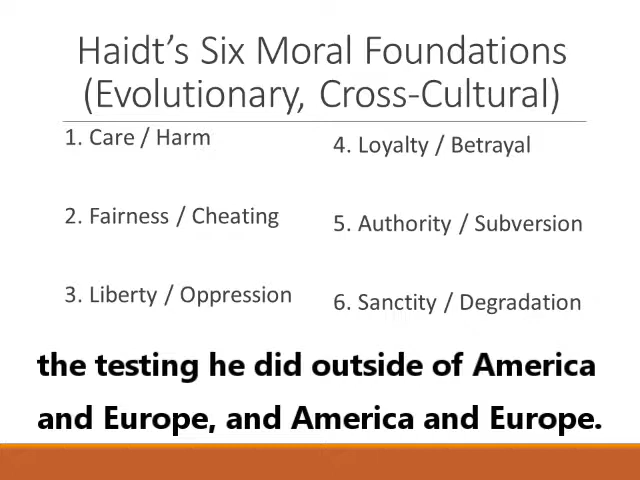 Haidt’s Six Moral Foundations
(Evolutionary, Cross-Cultural)
1. Care / Harm
2. Fairness / Cheating
3. Liberty / Oppression
4. Loyalty / Betrayal
5. Authority / Subversion
6. Sanctity / Degradation
the testing he did outside of America
and Europe, and America and Europe.